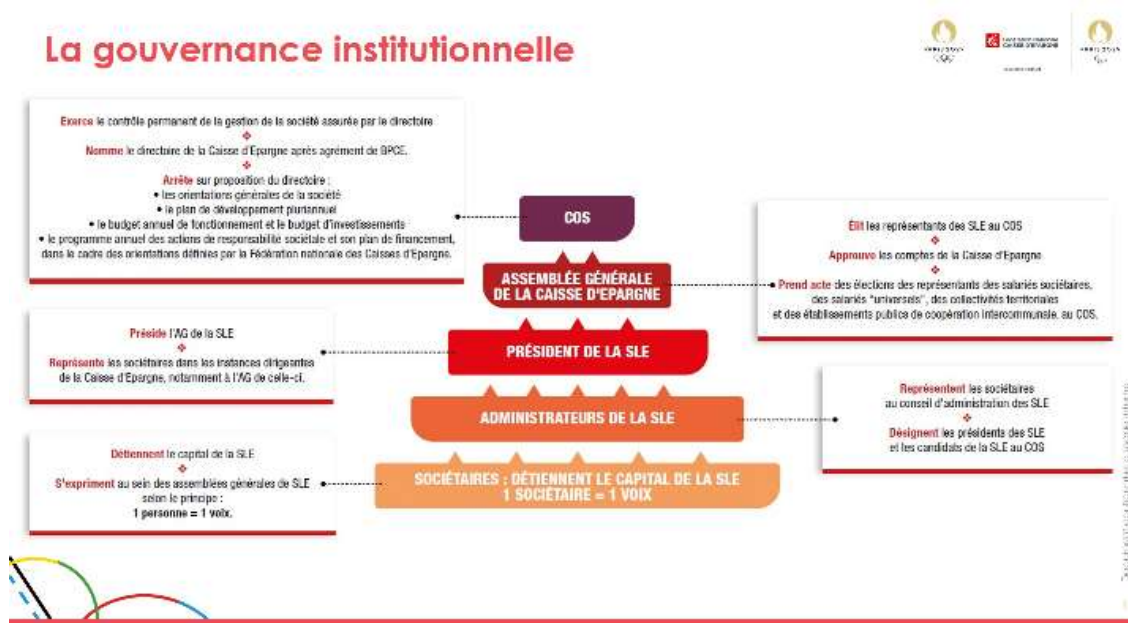 La gouvernance institutionnelle
Exerce le contrôle permanent de la gestion de la société assurée par le directoire
Nomme le directoire de la Caisse d'Epargne après agrément de BPCE.
Arrête sur proposition du directoire :
• les orientations générales de la société
• le plan de développement pluriannuel
• le budget annuel de fonctionnement et le budget d'investissements
• le programme annuel des actions de responsabilité sociétale et son plan de financement,
dans le cadre des orientations définies par la Fédération nationale des Caisses d'Epargne.
COS
Élit les représentants des SLE au COS
Approuve les comptes de la Caisse d'Epargne
Prend acte des élections des représentants des salariés sociétaires,
des salariés "universels", des collectivités territoriales
et des établissements publics de coopération intercommunale, au COS.
ASSEMBLÉE GÉNÉRALE
DE LA CAISSE D'EPARGNE
Préside l'AG de la SLE
Représente les sociétaires dans les instances dirigeantes
de la Caisse d'Epargne, notamment à l'AG de celle-ci.
PRÉSIDENT DE LA SLE
Représentent les sociétaires
au conseil d'administration des SLE
Désignent les présidents des SLE
et les candidats de la SLE au COS
ADMINISTRATEURS DE LA SLE
Détiennent le capital de la SLE
S'expriment au sein des assemblées générales de SLE
selon le principe :
1 personne = 1 voix.
SOCIÉTAIRES : DÉTIENNENT LE CAPITAL DE LA SLE
1 SOCIÉTAIRE = 1 VOIX